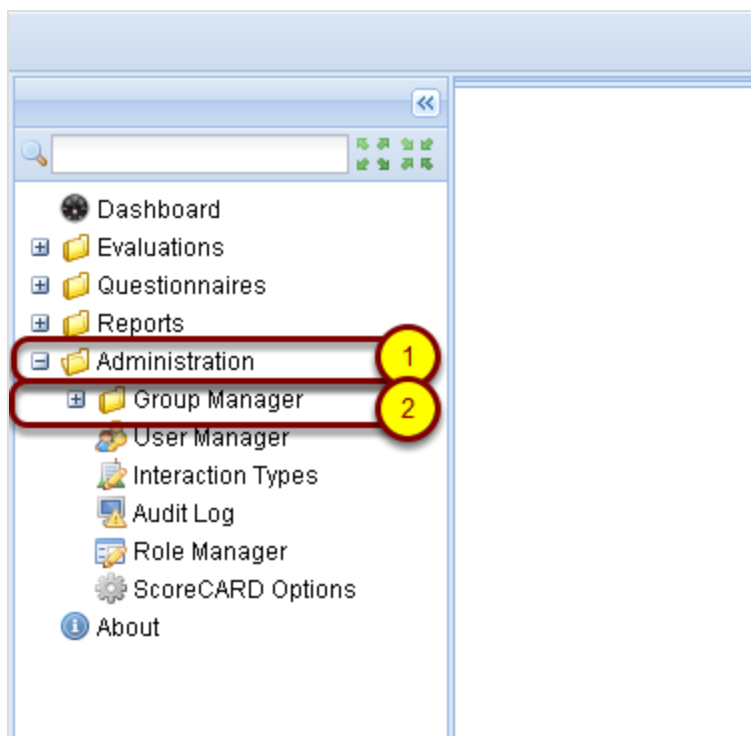 Dashboard
Evaluations
Questionnaires
Reports
Administration
1
Group Manager
2
User Manager
Interaction Types
Audit Log
Role Manager
ScoreCARD Options
About